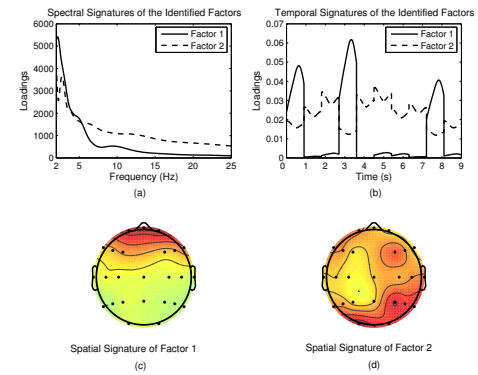 Spectral Signatures of the Identified Factors
6000
5000
4000
3000
2000
1000
0
Loadings
Factor 1
Factor 2
2 5 10 15 20 25
Frequency (Hz)
(a)
Temporal Signatures of the Identified Factors
0.07
0.06
0.05
0.04
0.03
0.02
0.01
0
Loadings
Factor 1
Factor 2
0 1 2 3 4 5 6 7 8 9
Time (s)
(b)
Spatial Signature of Factor 1
(c)
Spatial Signature of Factor 2
(d)